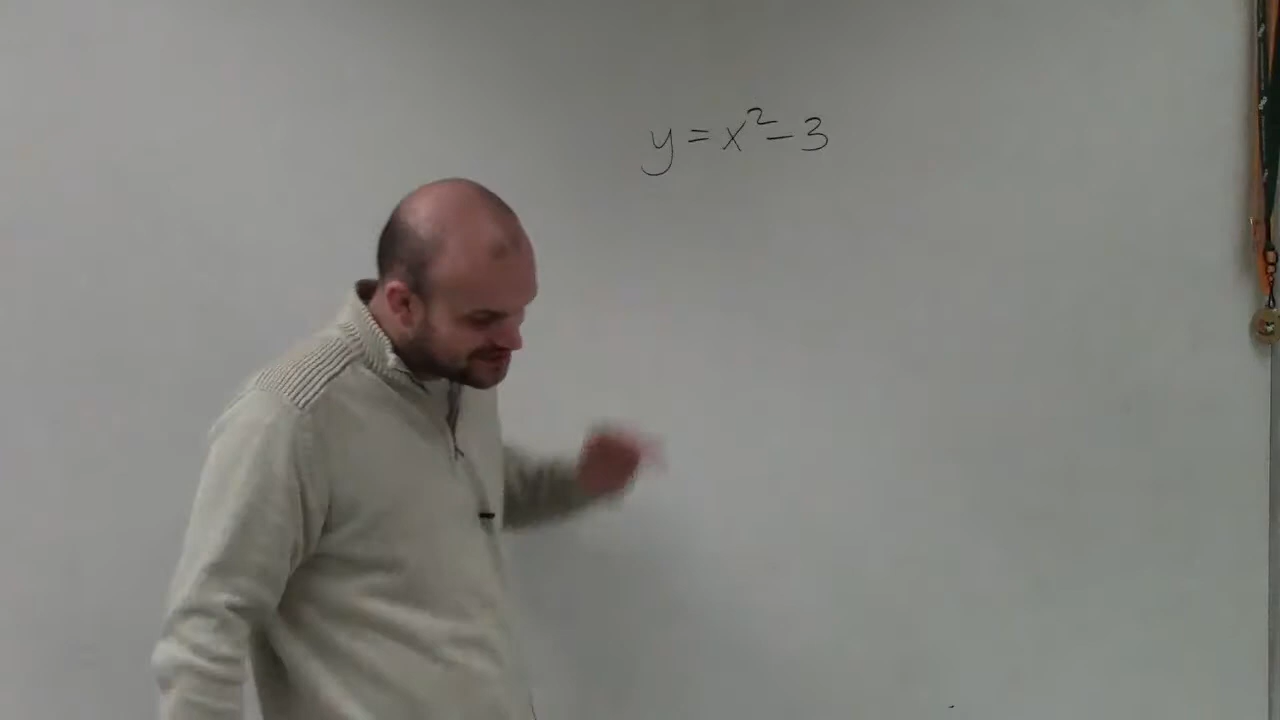 y = x² - 3